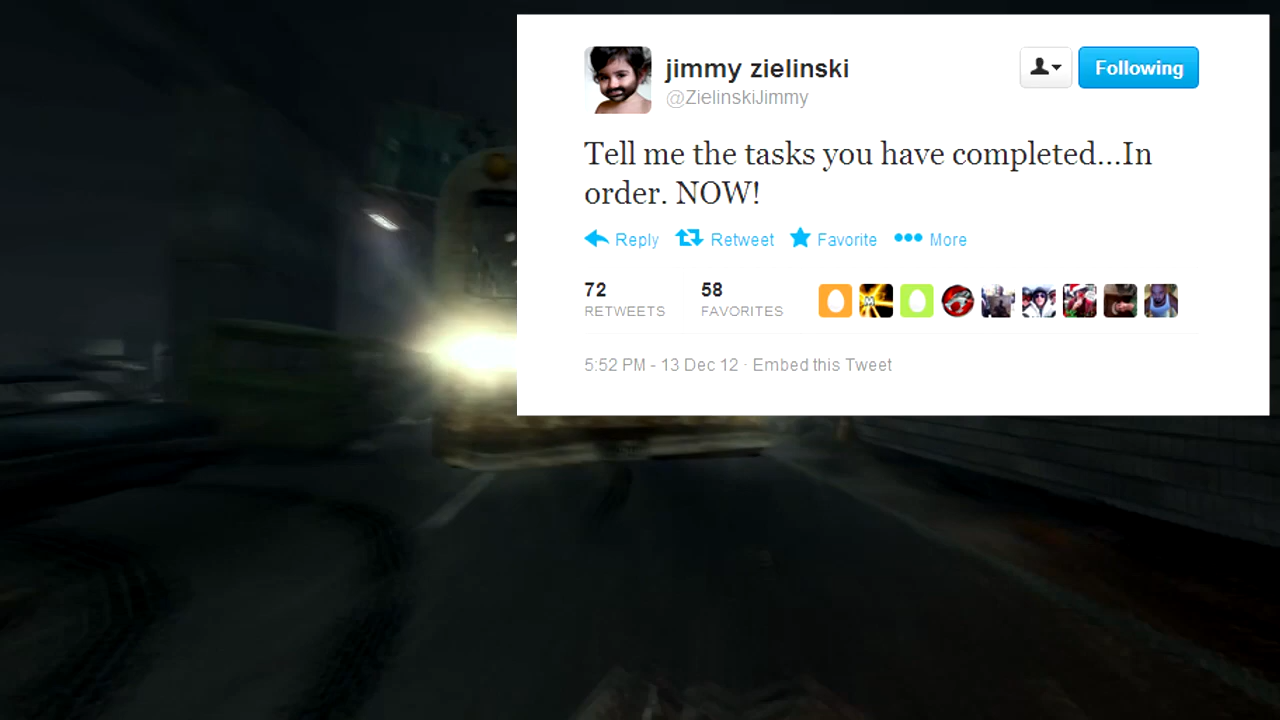 jimmy zielinski
Following
@ZielinskiJimmy
Tell me the tasks you have completed...In
order. NOW!
Reply Retweet Favorite More
72 58
RETWEETS FAVORITES
5:52 PM - 13 Dec 12 · Embed this Tweet